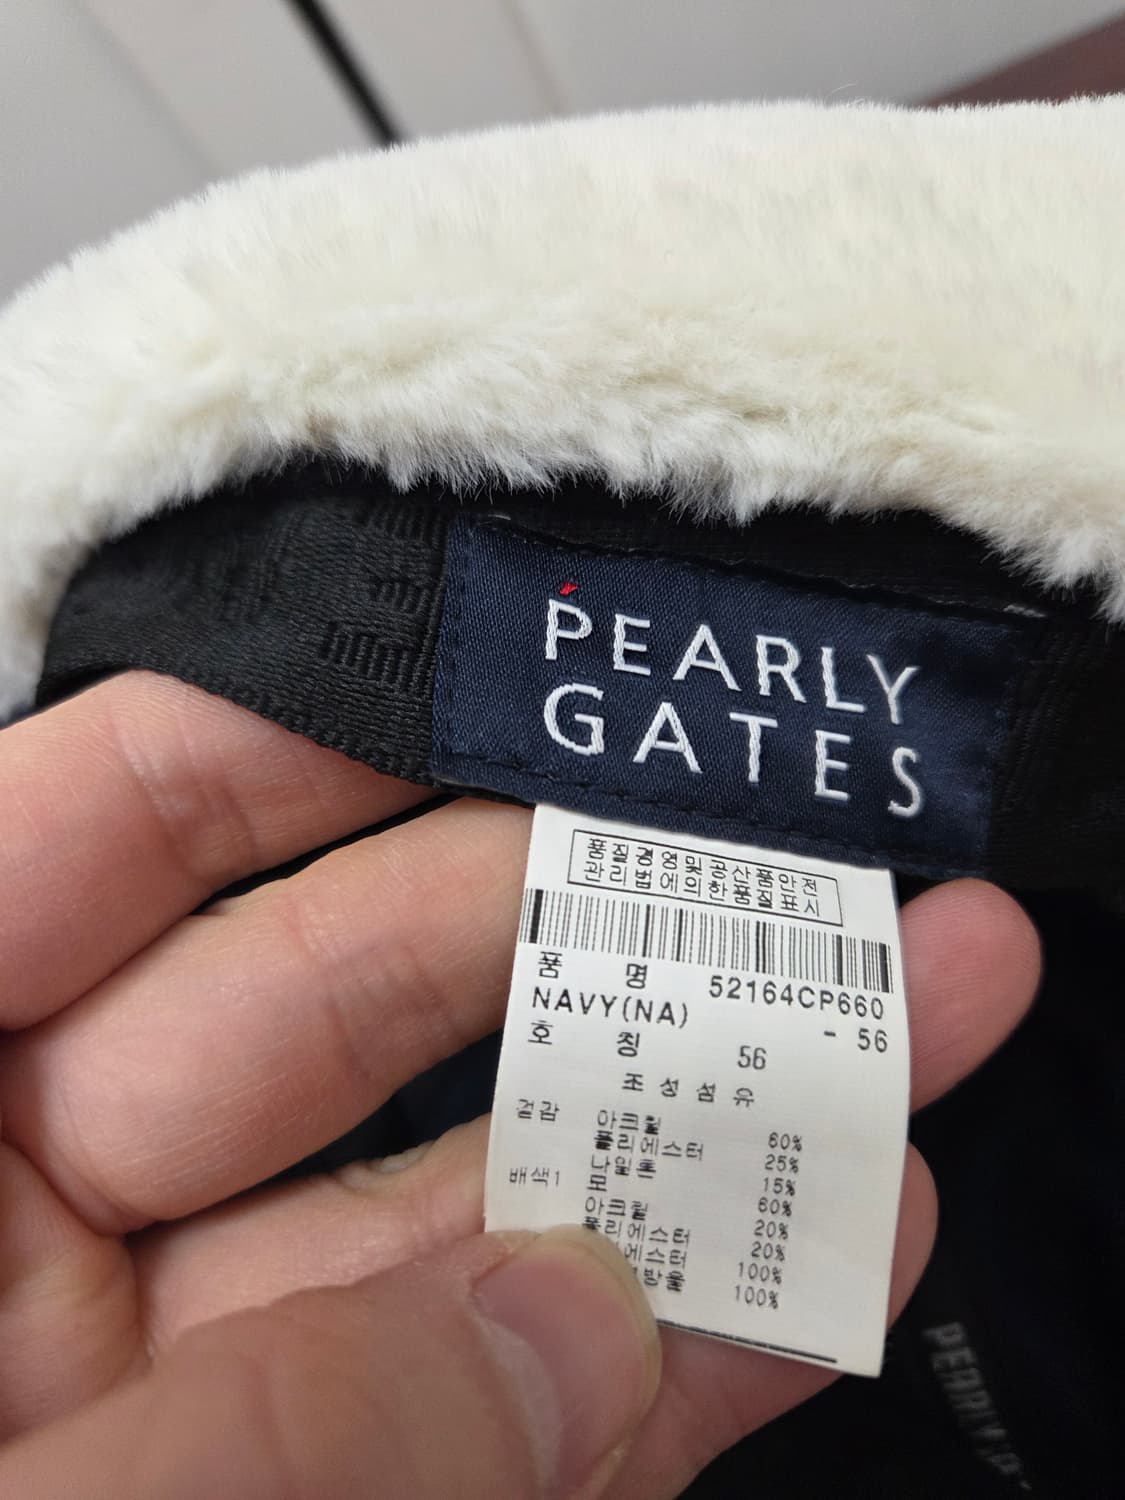 PEARLY
GATES
품질경영및공산품안전
관리법에의한품질표시
품 명 52164CP660
NAVY(NA) - 56
호 칭 56
조 성 섬 유
겉감 아크릴 60%
폴리에스터 25%
나일론 15%
배색1 모 60%
아크릴 20%
폴리에스터 20%
에스터 100%
100%
PEARLY